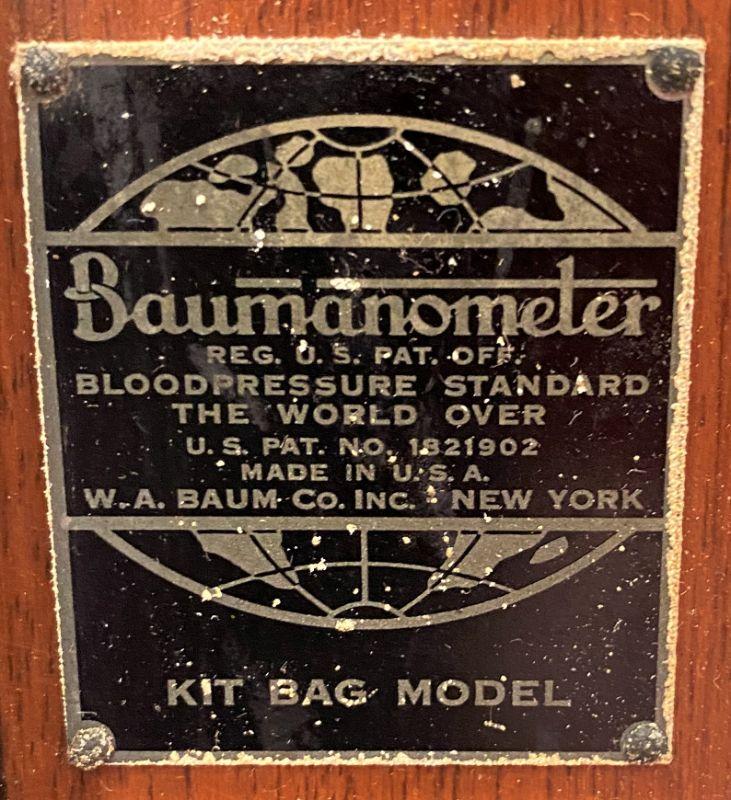 Baumanometer
REG. U. S. PAT. OFF.
BLOODPRESSURE STANDARD
THE WORLD OVER
U. S. PAT. NO. 1821902
MADE IN U. S. A.
W. A. BAUM CO. INC. NEW YORK
KIT BAG MODEL